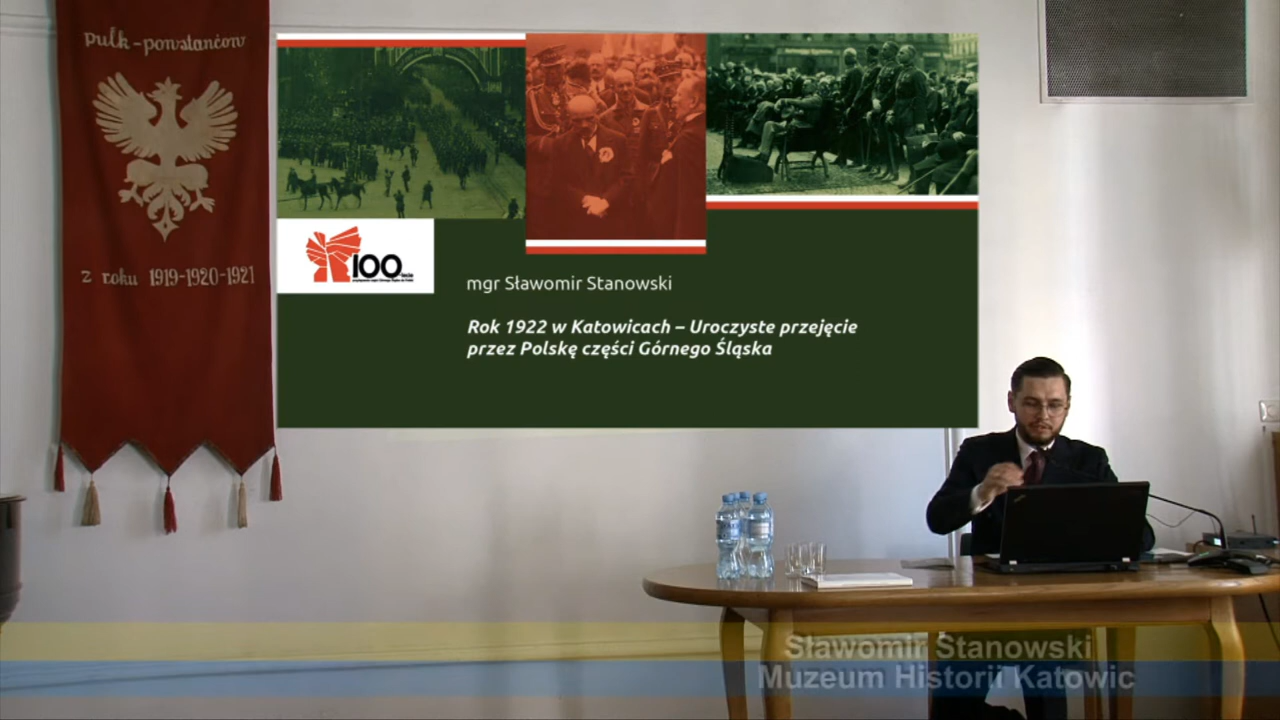 pułk-powstańców
z roku 1919-1920-1921
100 lecie
mgr Sławomir Stanowski
Rok 1922 w Katowicach – Uroczyste przejęcie
przez Polskę części Górnego Śląska
Sławomir Stanowski
Muzeum Historii Katowic